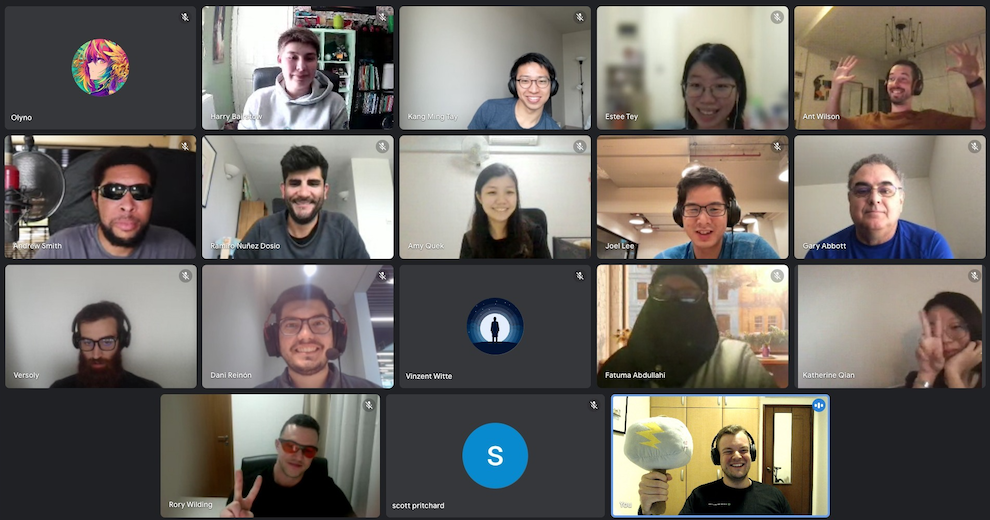 Olyno
Harry Bairstow
Kang Ming Tay
Estee Tey
Ant Wilson
Andrew Smith
Ramiro Nuñez Dosio
Amy Quek
Joel Lee
Gary Abbott
Versoly
Dani Reinón
Vinzent Witte
Fatuma Abdullahi
Katherine Qian
Rory Wilding
S
scott pritchard
You